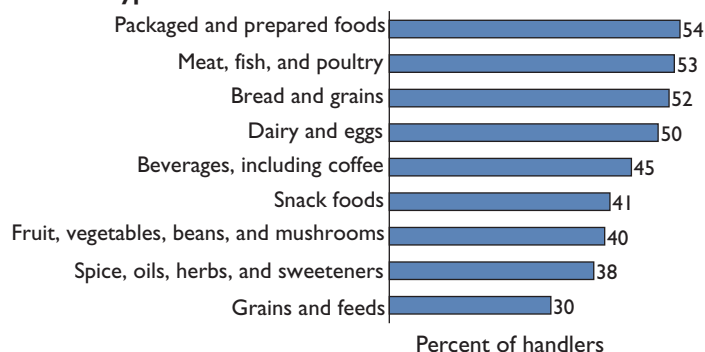 Packaged and prepared foods 54
Meat, fish, and poultry 53
Bread and grains 52
Dairy and eggs 50
Beverages, including coffee 45
Snack foods 41
Fruit, vegetables, beans, and mushrooms 40
Spice, oils, herbs, and sweeteners 38
Grains and feeds 30
Percent of handlers